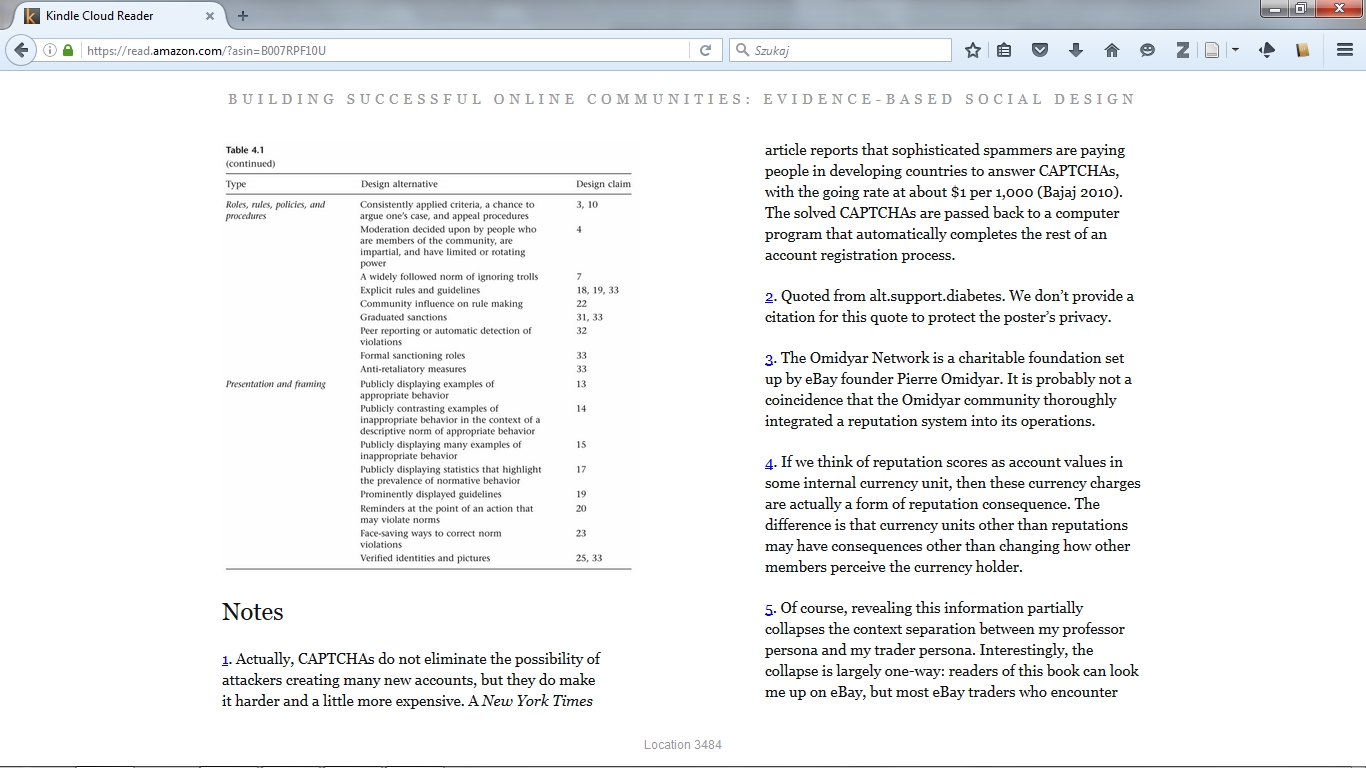 Kindle Cloud Reader
https://read.amazon.com/?asin=B007RPF10U
Szukaj
BUILDING SUCCESSFUL ONLINE COMMUNITIES: EVIDENCE-BASED SOCIAL DESIGN
Table 4.1
(continued)
Type Design alternative Design claim
Roles, rules, policies, and Consistently applied criteria, a chance to 3, 10
procedures argue one's case, and appeal procedures
Moderation decided upon by people who 4
are members of the community, are
impartial, and have limited or rotating
power
A widely followed norm of ignoring trolls 7
Explicit rules and guidelines 18, 19, 33
Community influence on rule making 22
Graduated sanctions 31, 33
Peer reporting or automatic detection of 32
violations
Formal sanctioning roles 33
Anti-retaliatory measures 33
Presentation and framing Publicly displaying examples of 13
appropriate behavior
Publicly contrasting examples of 14
inappropriate behavior in the context of a
descriptive norm of appropriate behavior
Publicly displaying many examples of 15
inappropriate behavior
Publicly displaying statistics that highlight 17
the prevalence of normative behavior
Prominently displayed guidelines 19
Reminders at the point of an action that 20
may violate norms
Face-saving ways to correct norm 23
violations
Verified identities and pictures 25, 33
Notes
1. Actually, CAPTCHAs do not eliminate the possibility of
attackers creating many new accounts, but they do make
it harder and a little more expensive. A New York Times
article reports that sophisticated spammers are paying
people in developing countries to answer CAPTCHAs,
with the going rate at about $1 per 1,000 (Bajaj 2010).
The solved CAPTCHAs are passed back to a computer
program that automatically completes the rest of an
account registration process.
2. Quoted from alt.support.diabetes. We don't provide a
citation for this quote to protect the poster's privacy.
3. The Omidyar Network is a charitable foundation set
up by eBay founder Pierre Omidyar. It is probably not a
coincidence that the Omidyar community thoroughly
integrated a reputation system into its operations.
4. If we think of reputation scores as account values in
some internal currency unit, then these currency charges
are actually a form of reputation consequence. The
difference is that currency units other than reputations
may have consequences other than changing how other
members perceive the currency holder.
5. Of course, revealing this information partially
collapses the context separation between my professor
persona and my trader persona. Interestingly, the
collapse is largely one-way: readers of this book can look
me up on eBay, but most eBay traders who encounter
Location 3484